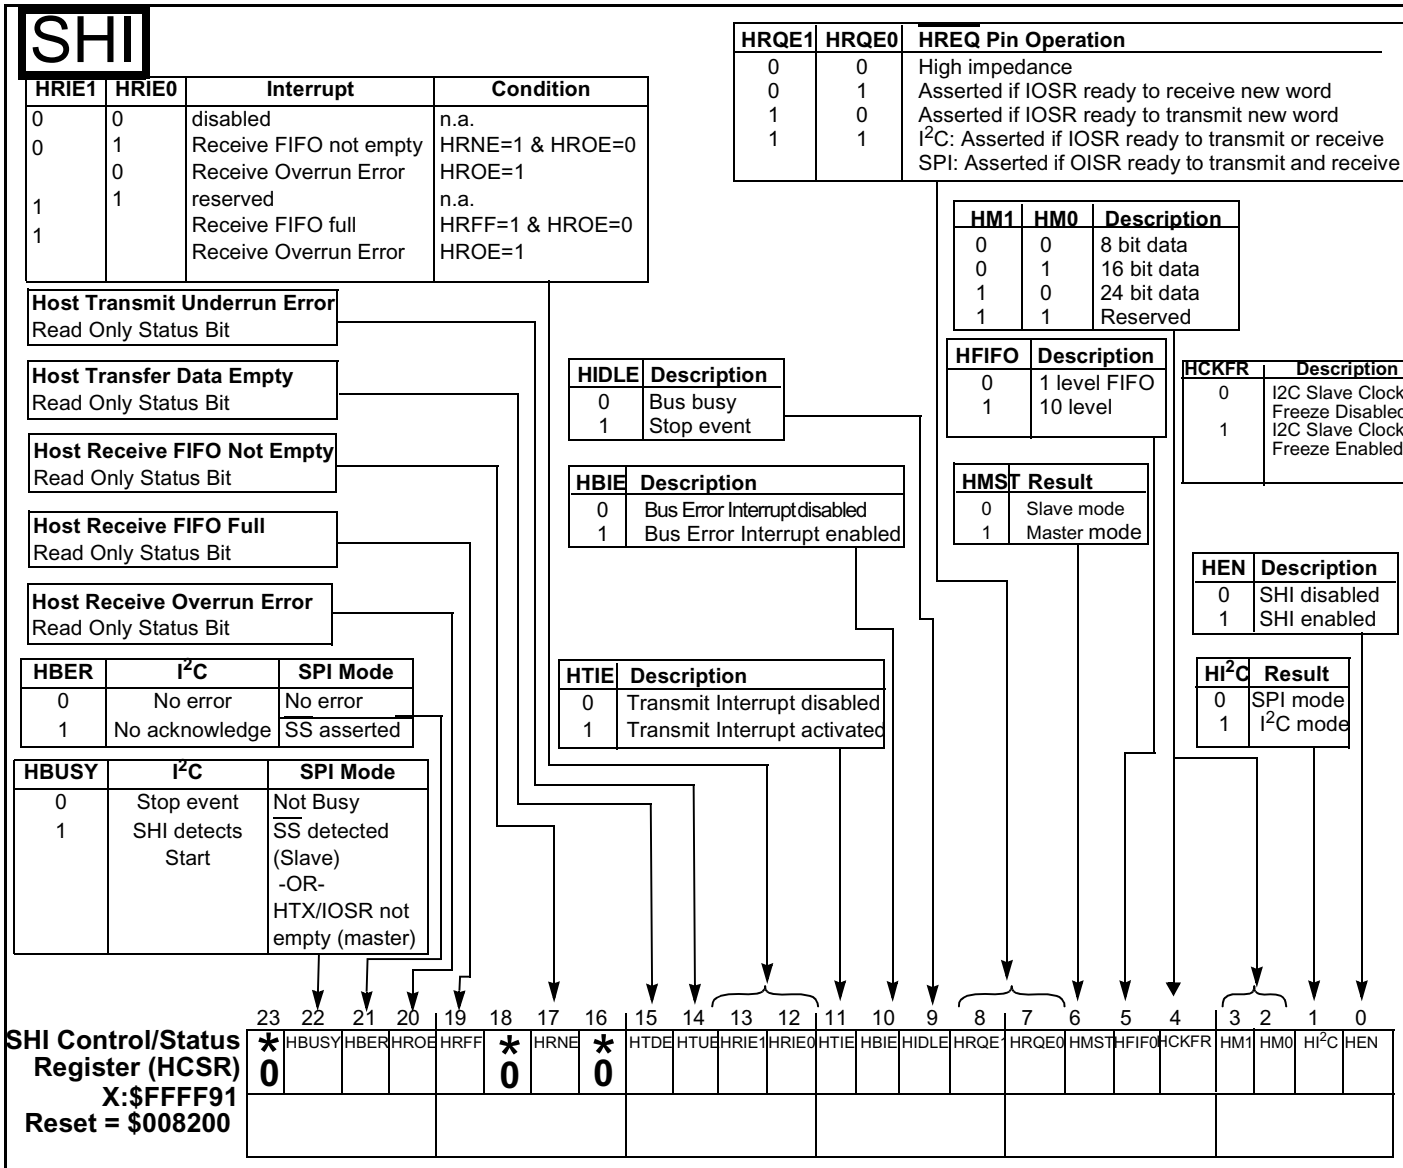 SHI
HRIE1 HRIE0 Interrupt Condition
0 0 disabled n.a.
0 1 Receive FIFO not empty HRNE=1 & HROE=0
0 Receive Overrun Error HROE=1
1 1 reserved n.a.
1 Receive FIFO full HRFF=1 & HROE=0
Receive Overrun Error HROE=1
HRQE1 HRQE0 HREQ Pin Operation
0 0 High impedance
0 1 Asserted if IOSR ready to receive new word
1 0 Asserted if IOSR ready to transmit new word
1 1 I2C: Asserted if IOSR ready to transmit or receive
SPI: Asserted if OISR ready to transmit and receive
HM1 HM0 Description
0 0 8 bit data
0 1 16 bit data
1 0 24 bit data
1 1 Reserved
Host Transmit Underrun Error
Read Only Status Bit
Host Transfer Data Empty
Read Only Status Bit
Host Receive FIFO Not Empty
Read Only Status Bit
Host Receive FIFO Full
Read Only Status Bit
Host Receive Overrun Error
Read Only Status Bit
HIDLE Description
0 Bus busy
1 Stop event
HFIFO Description
0 1 level FIFO
1 10 level
HCKFR Description
0 I2C Slave Clock
Freeze Disabled
1 I2C Slave Clock
Freeze Enabled
HBIE Description
0 Bus Error Interrupt disabled
1 Bus Error Interrupt enabled
HMST Result
0 Slave mode
1 Master mode
HEN Description
0 SHI disabled
1 SHI enabled
HBER I2C SPI Mode
0 No error No error
1 No acknowledge SS asserted
HTIE Description
0 Transmit Interrupt disabled
1 Transmit Interrupt activated
HI2C Result
0 SPI mode
1 I2C mode
HBUSY I2C SPI Mode
0 Stop event Not Busy
1 SHI detects SS detected
Start (Slave)
-OR-
HTX/IOSR not
empty (master)
23 22 21 20 19 18 17 16 15 14 13 12 11 10 9 8 7 6 5 4 3 2 1 0
SHI Control/Status * HBUSY HBER HROE HRFF * HRNE * HTDE HTUE HRIE1 HRIE0 HTIE HBIE HIDLE HRQE1 HRQE0 HMST HFIF0 HCKFR HM1 HM0 HI2C HEN
Register (HCSR) 0 0 0
X:$FFFF91
Reset = $008200